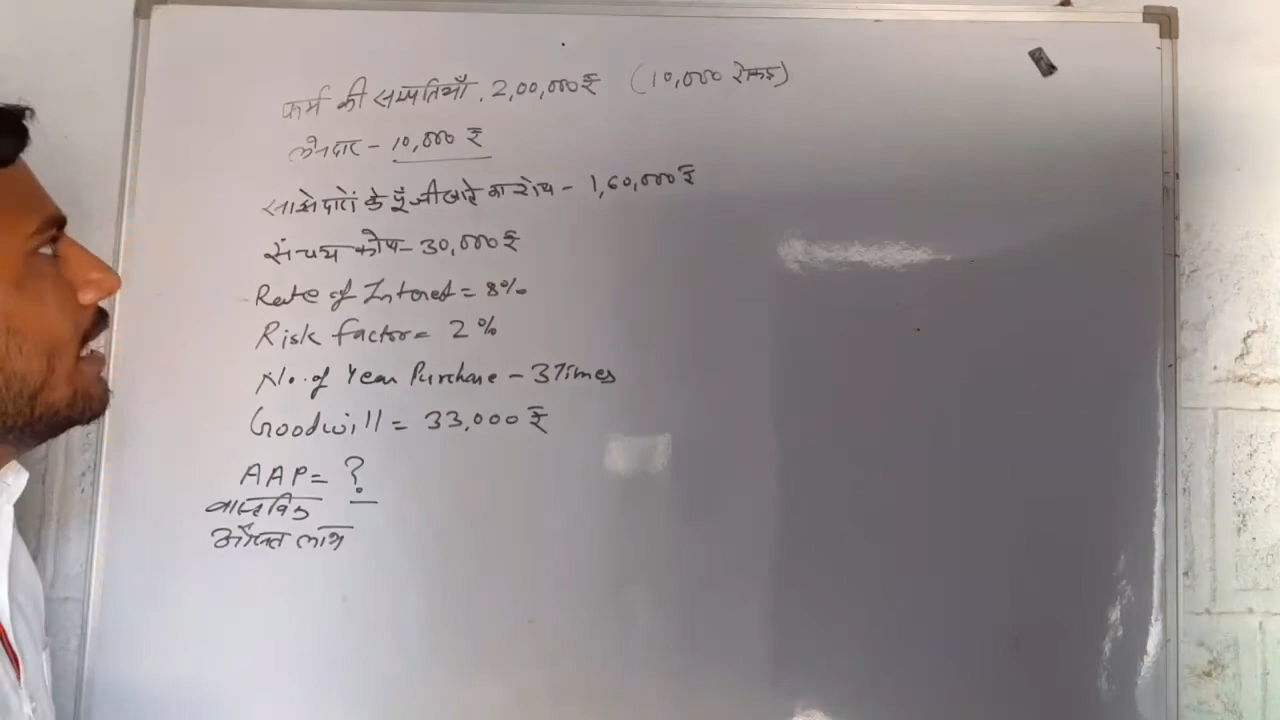 फर्म की सम्पतियाँ. 2,00,000₹ (10,000 रोकड़)
लेनदार - 10,000 ₹
साझेदारों के पूँजी खाते का शेष - 1,60,000₹
संचय कोष - 30,000₹
Rate of Interest = 8%
Risk factor = 2%
No. of Year Purchase - 3Times
Goodwill = 33,000₹
AAP = ?
वास्तविक
औसत लाभ